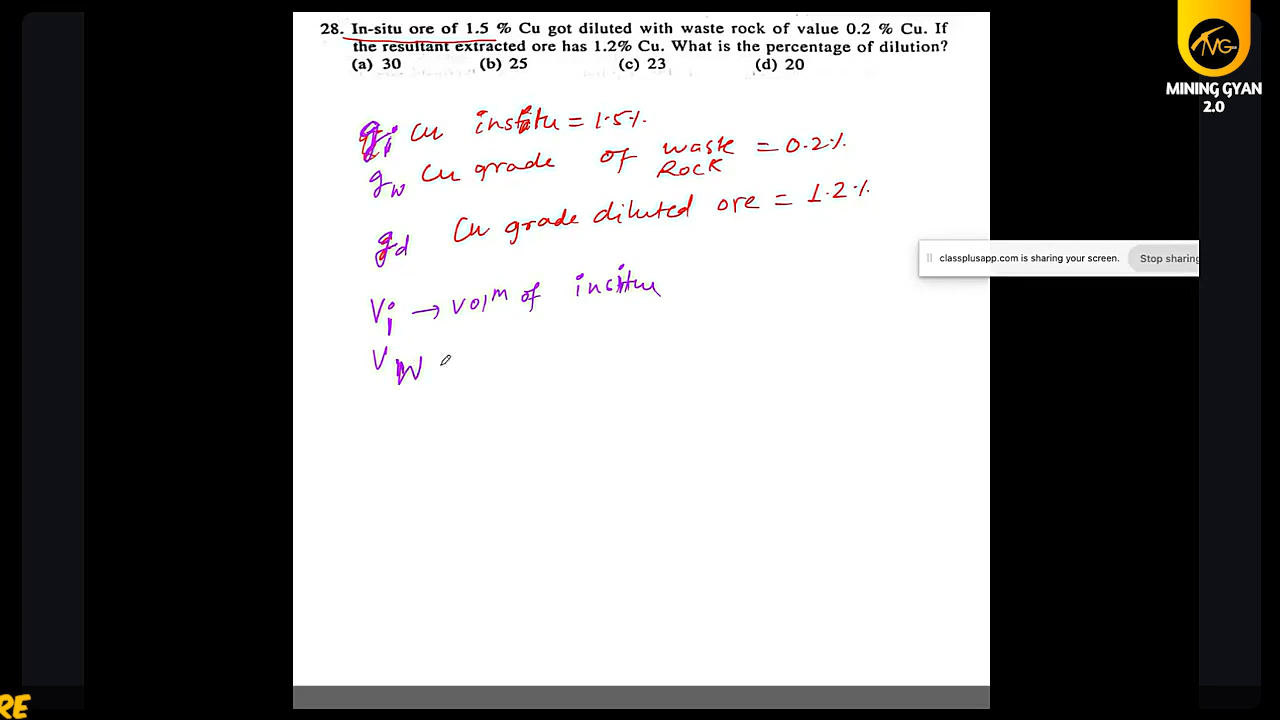 28. In-situ ore of 1.5 % Cu got diluted with waste rock of value 0.2 % Cu. If
the resultant extracted ore has 1.2% Cu. What is the percentage of dilution?
(a) 30 (b) 25 (c) 23 (d) 20
TMG
MINING GYAN
2.0
gi Cu insitu = 1.5%
gw Cu grade of waste Rock = 0.2%
gd Cu grade diluted ore = 1.2%
classplusapp.com is sharing your screen. Stop sharing
Vi → volm of insitu
Vw
RE